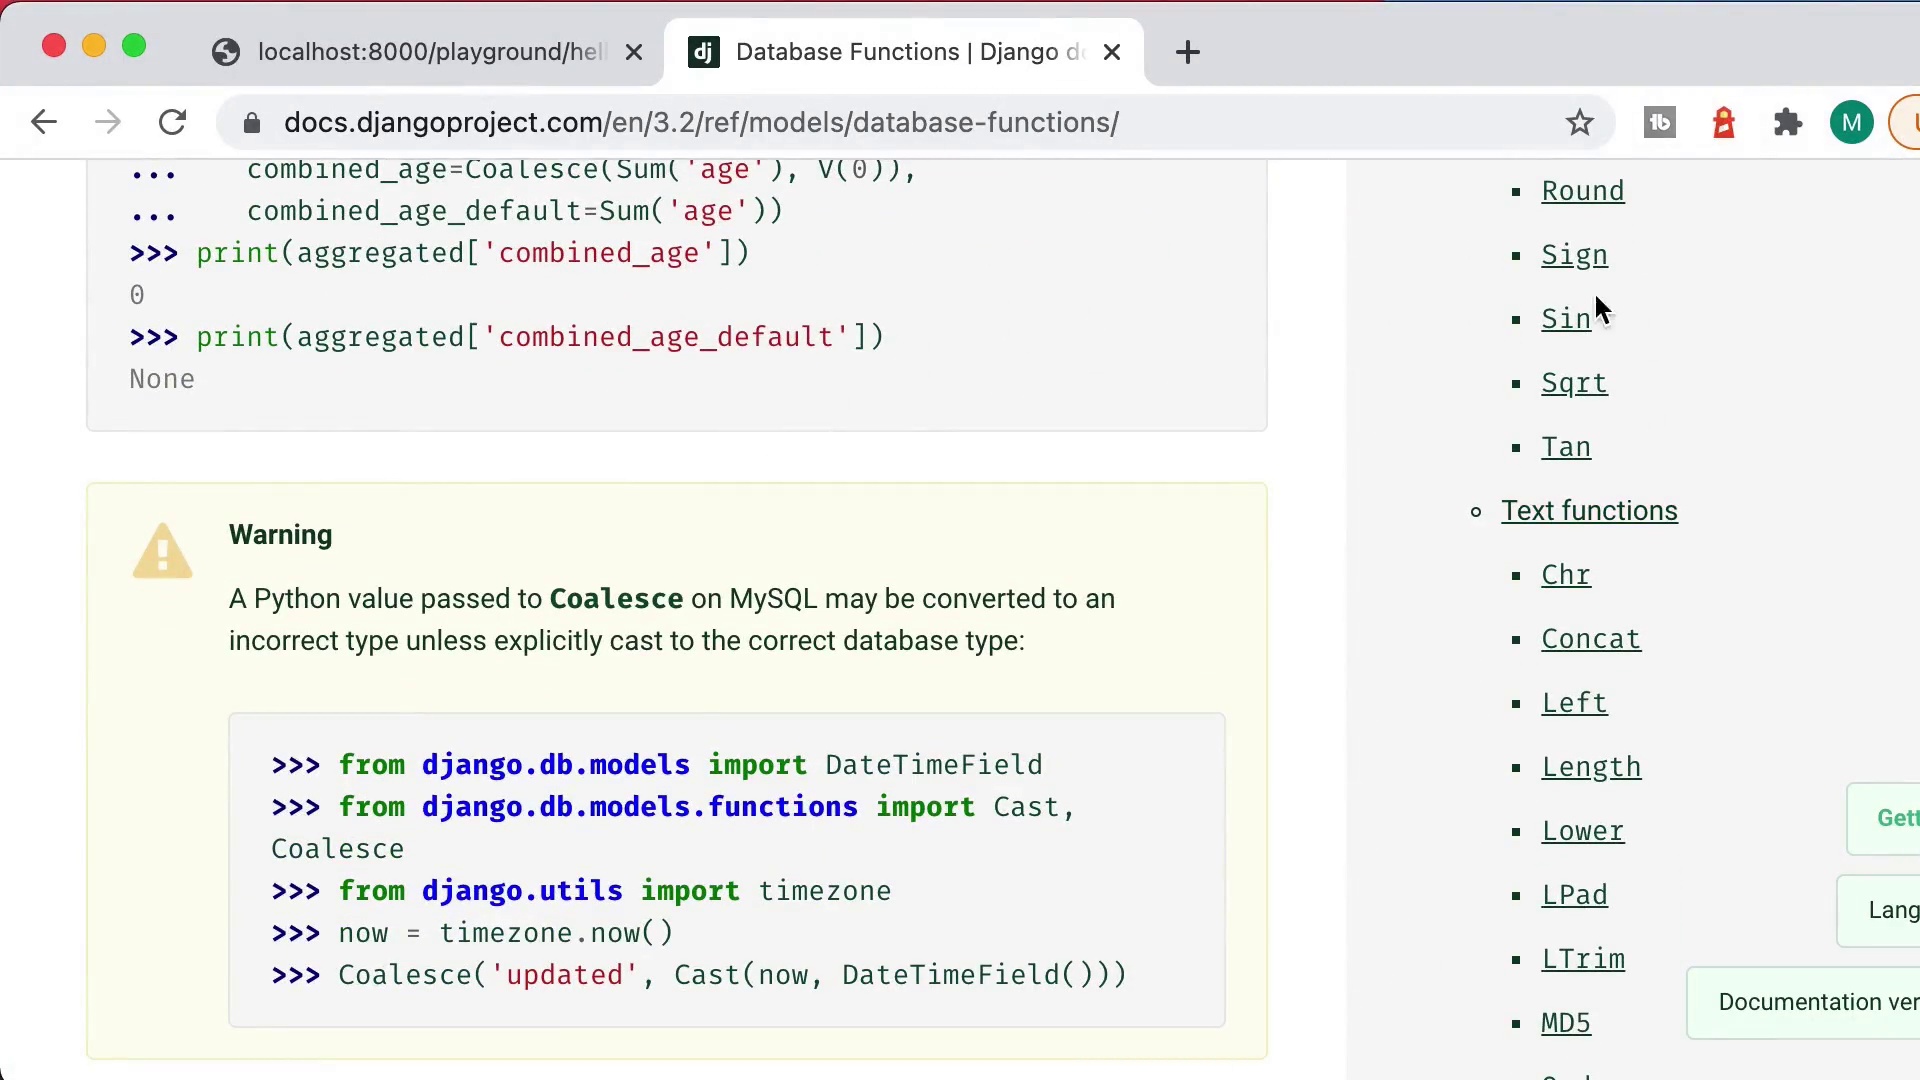 localhost:8000/playground/hel
Database Functions | Django d
docs.djangoproject.com/en/3.2/ref/models/database-functions/
M
... combined_age=Coalesce(Sum('age'), V(0)),
... combined_age_default=Sum('age'))
>>> print(aggregated['combined_age'])
0
>>> print(aggregated['combined_age_default'])
None
Warning
A Python value passed to Coalesce on MySQL may be converted to an
incorrect type unless explicitly cast to the correct database type:
>>> from django.db.models import DateTimeField
>>> from django.db.models.functions import Cast,
Coalesce
>>> from django.utils import timezone
>>> now = timezone.now()
>>> Coalesce('updated', Cast(now, DateTimeField()))
Round
Sign
Sin
Sqrt
Tan
Text functions
Chr
Concat
Left
Length
Lower
LPad
LTrim
MD5
Gett
Lang
Documentation ver